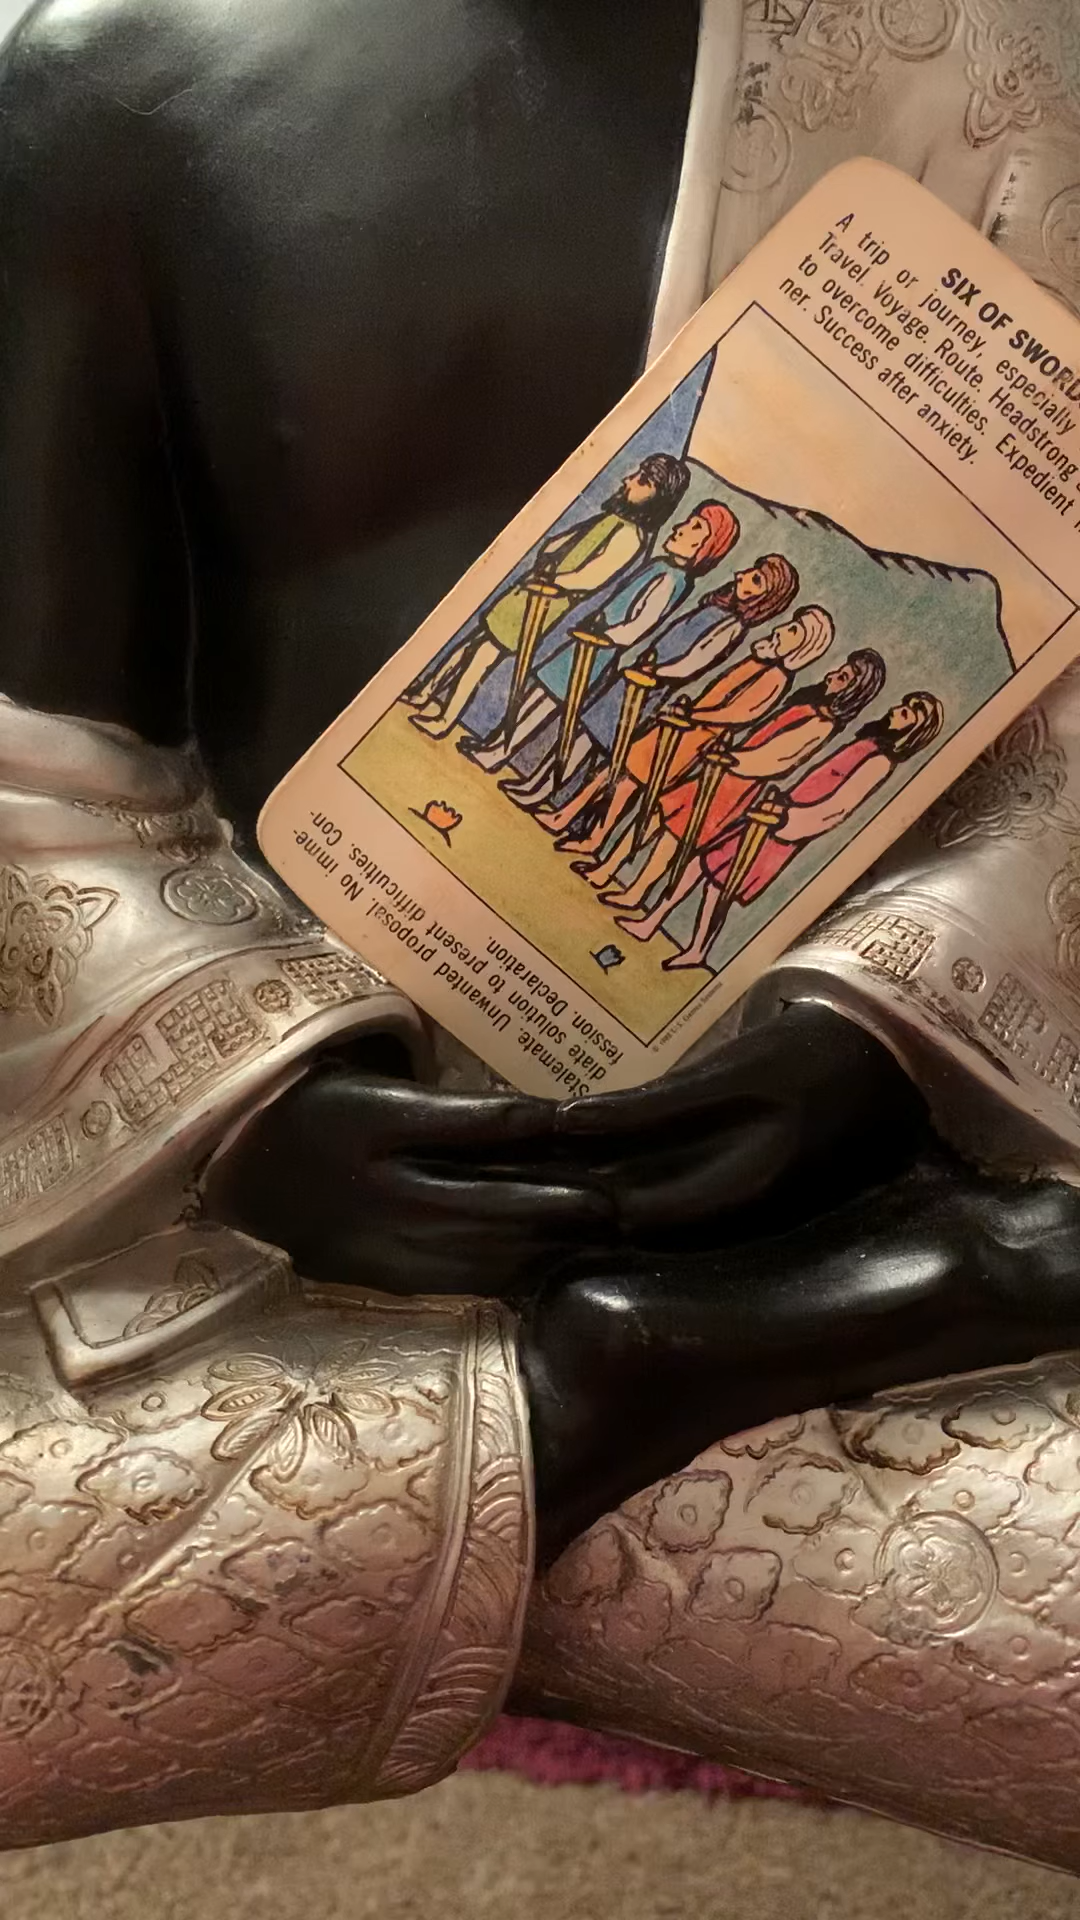 SIX OF SWORD
A trip or journey, especially
Travel. Voyage. Route. Headstrong
to overcome difficulties. Expedient
ner. Success after anxiety.
Stalemate. Unwanted proposal. No imme-
diate solution to present difficulties. Con-
fession. Declaration.